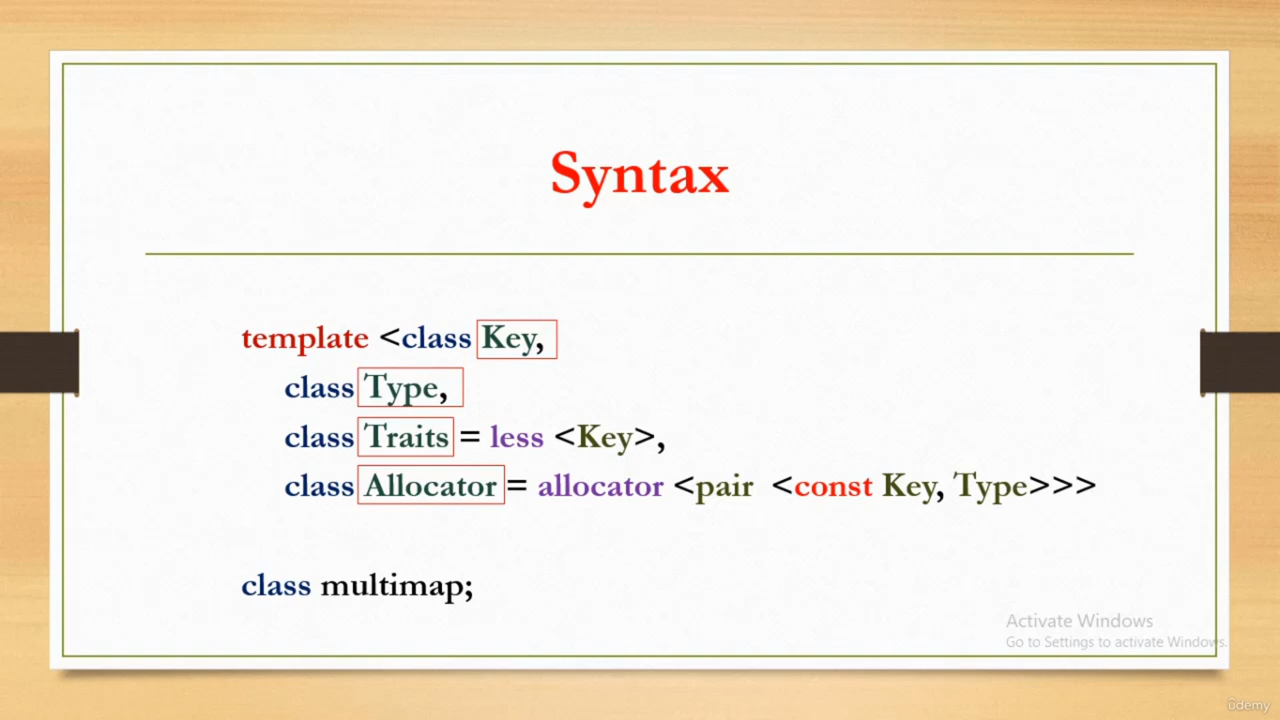 Syntax
template <class Key,
class Type,
class Traits = less <Key>,
class Allocator = allocator <pair <const Key, Type>>>
class multimap;
Activate Windows
Go to Settings to activate Windows.
ûdemy